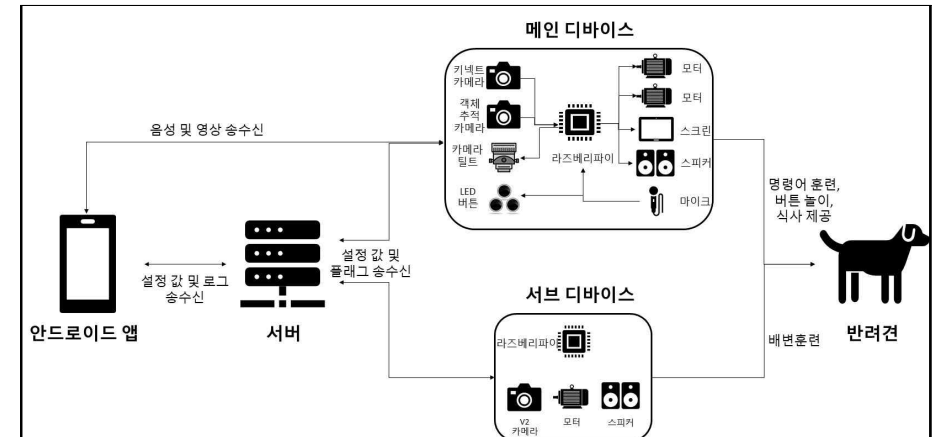 메인 디바이스
키넥트
카메라
객체
추적
카메라
카메라
틸트
LED
버튼
라즈베리파이
모터
모터
스크린
스피커
마이크
음성 및 영상 송수신
명령어 훈련,
버튼 놀이,
식사 제공
설정 값 및 로그
송수신
설정 값 및
플래그 송수신
안드로이드 앱
서버
서브 디바이스
라즈베리파이
V2
카메라
모터
스피커
배변훈련
반려견